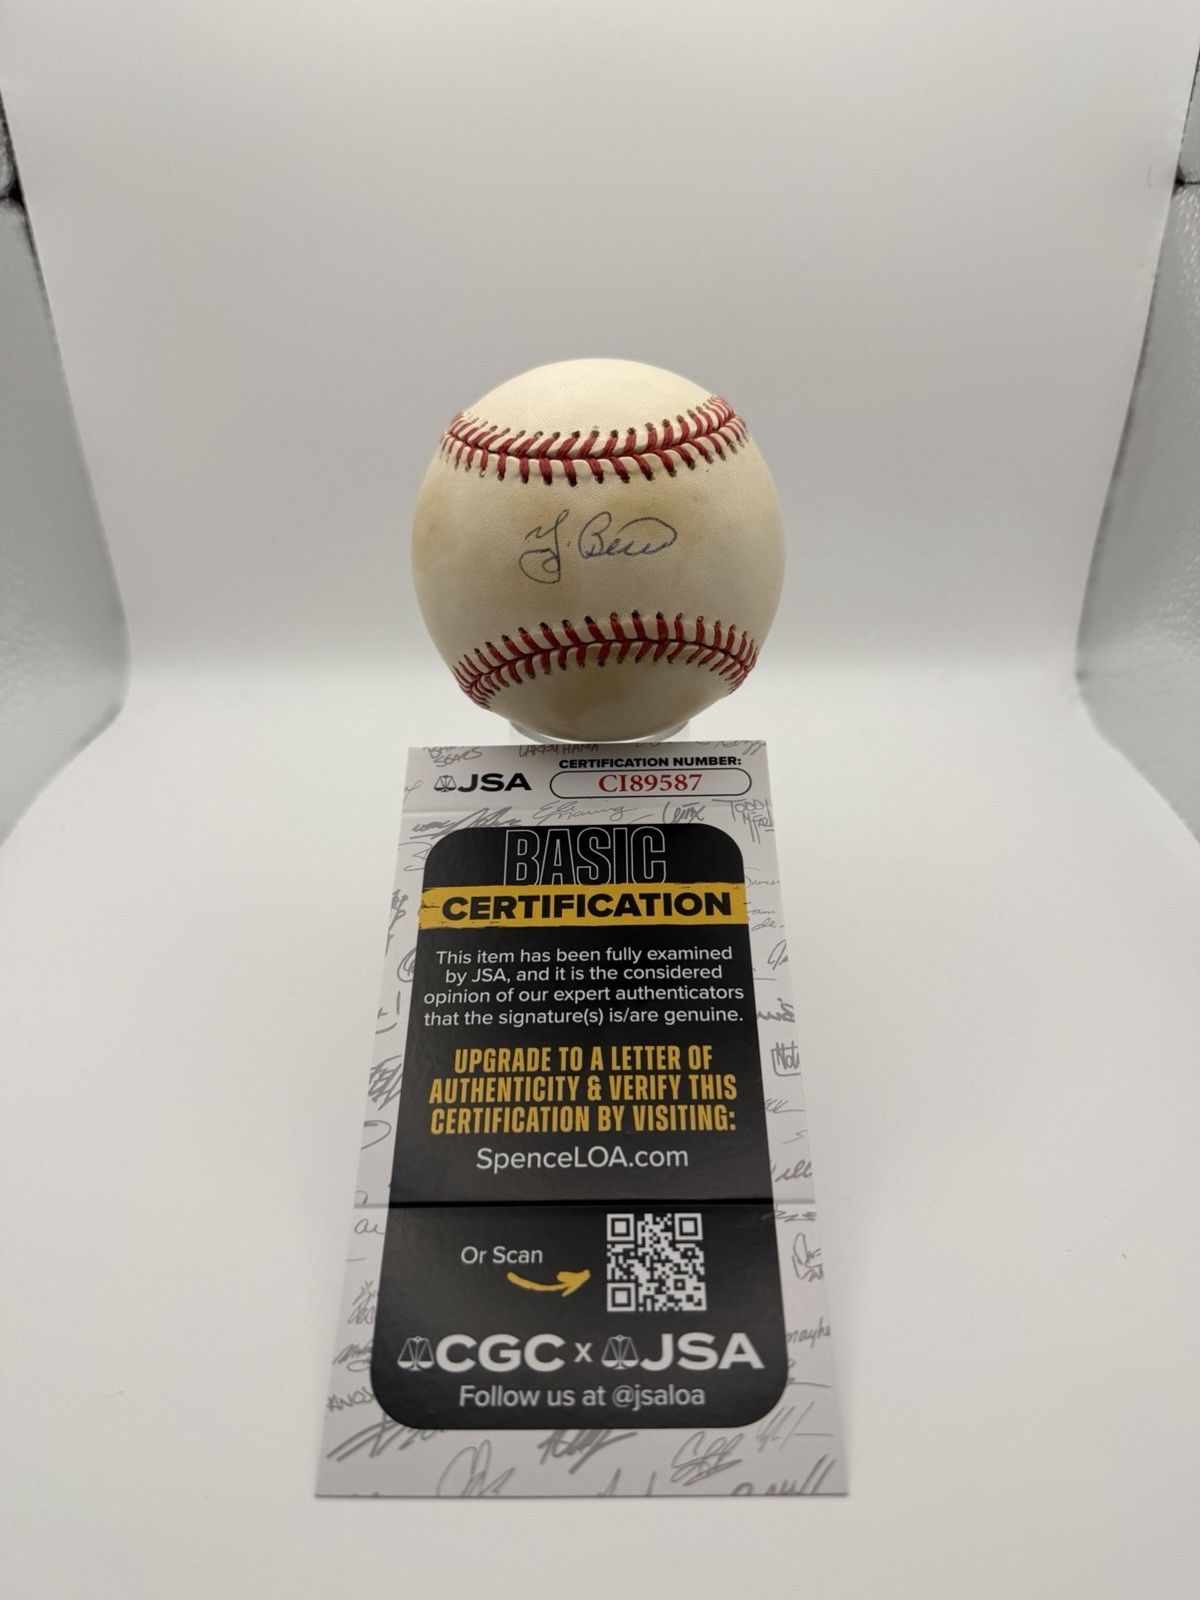 Y. Berra
JSA
CERTIFICATION NUMBER:
CI89587
BASIC
CERTIFICATION
This item has been fully examined
by JSA, and it is the considered
opinion of our expert authenticators
that the signature(s) is/are genuine.
UPGRADE TO A LETTER OF
AUTHENTICITY & VERIFY THIS
CERTIFICATION BY VISITING:
SpenceLOA.com
Or Scan
CGC x JSA
Follow us at @jsaloa